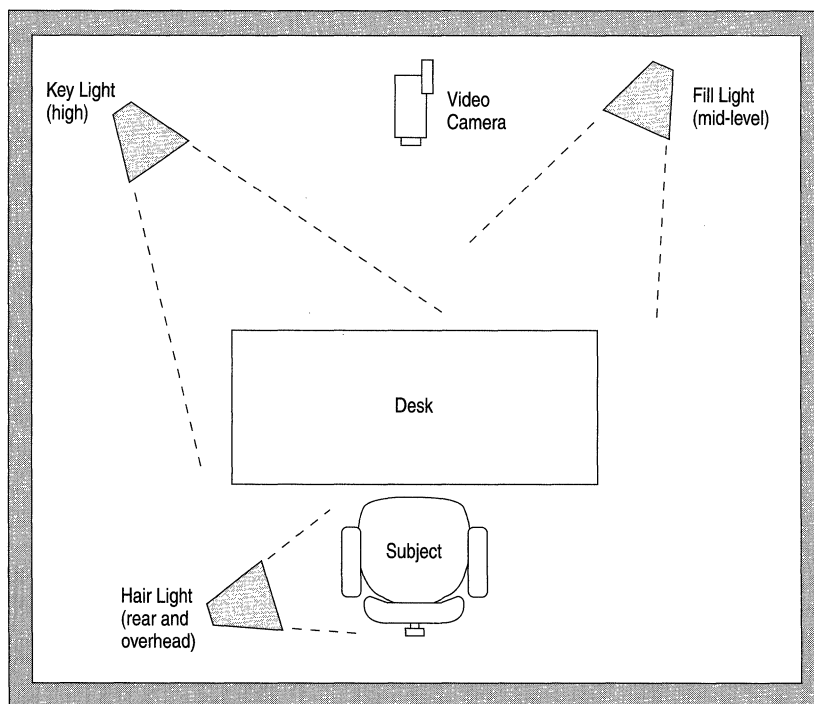 Key Light
(high)
Video
Camera
Fill Light
(mid-level)
Desk
Subject
Hair Light
(rear and
overhead)